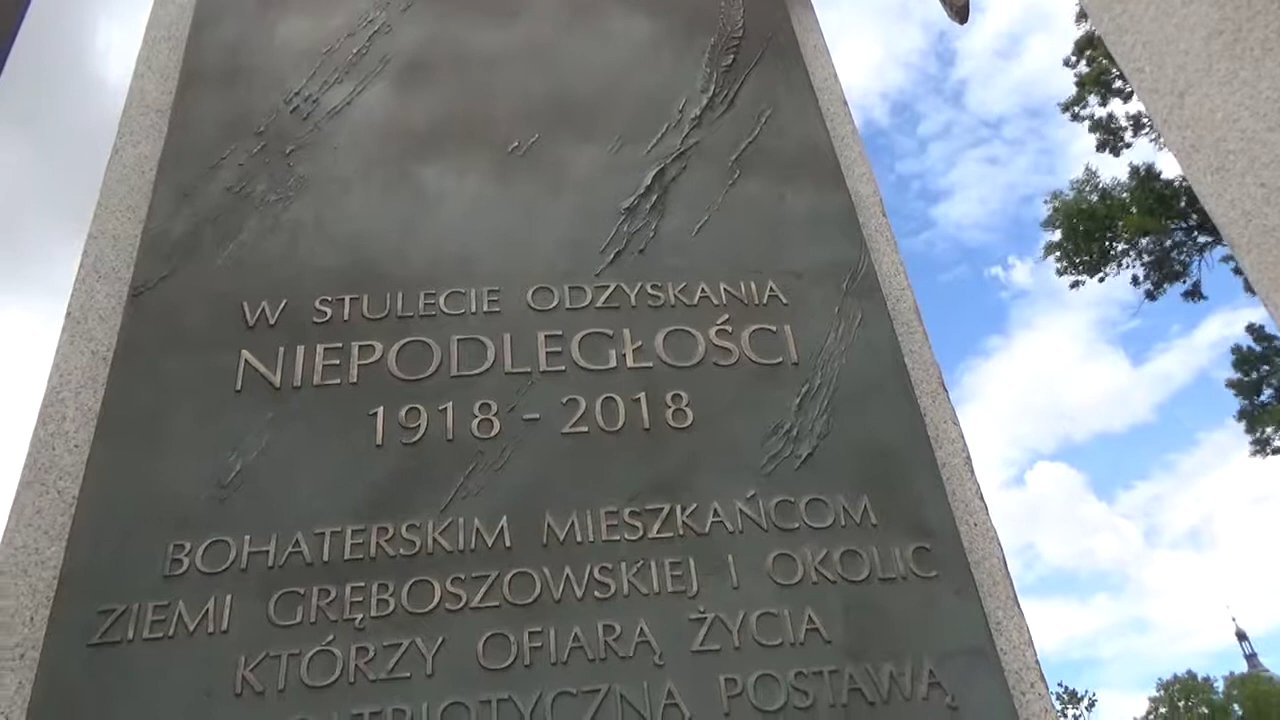 W STULECIE ODZYSKANIA
NIEPODLEGŁOŚCI
1918 - 2018
BOHATERSKIM MIESZKAŃCOM
ZIEMI GRĘBOSZOWSKIEJ I OKOLIC
KTÓRZY OFIARĄ ŻYCIA
POSTAWĄ